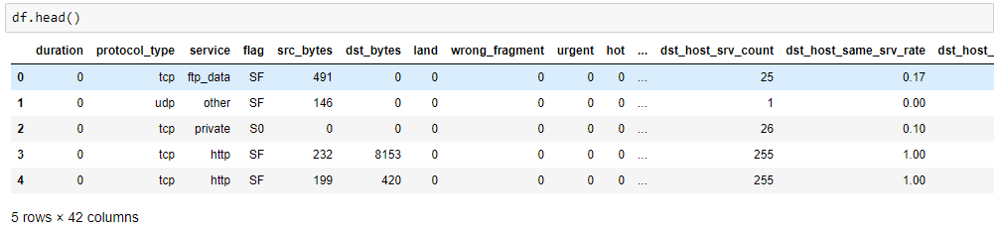 df.head()
duration protocol_type service flag src_bytes dst_bytes land wrong_fragment urgent hot ... dst_host_srv_count dst_host_same_srv_rate dst_host_
0 0 tcp ftp_data SF 491 0 0 0 0 0 ... 25 0.17
1 0 udp other SF 146 0 0 0 0 0 ... 1 0.00
2 0 tcp private S0 0 0 0 0 0 0 ... 26 0.10
3 0 tcp http SF 232 8153 0 0 0 0 ... 255 1.00
4 0 tcp http SF 199 420 0 0 0 0 ... 255 1.00
5 rows × 42 columns